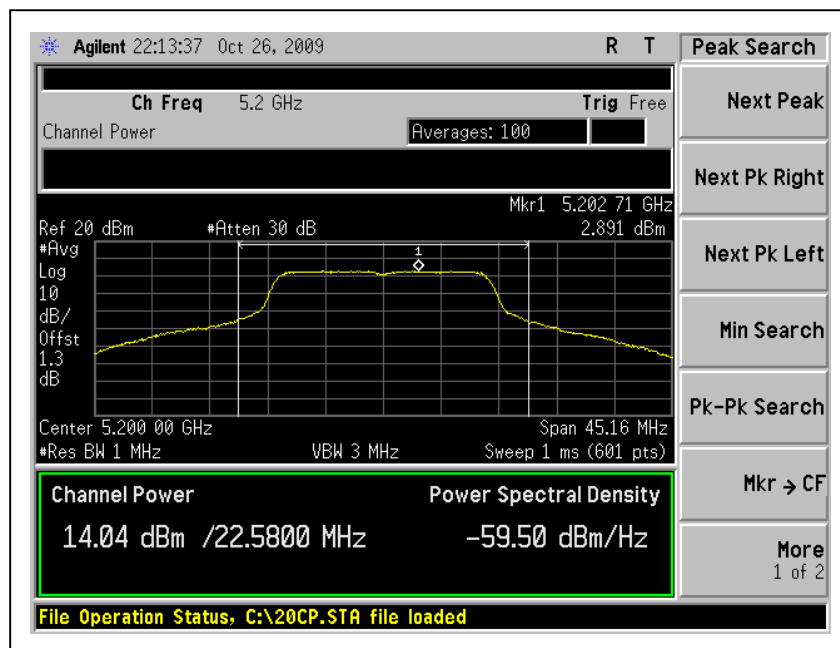 Agilent 22:13:37 Oct 26, 2009 R T
Peak Search
Ch Freq 5.2 GHz Trig Free
Channel Power Averages: 100
Mkr1 5.202 71 GHz
Ref 20 dBm #Atten 30 dB 2.891 dBm
#Avg
Log
10
dB/
Offst
1.3
dB
1
Center 5.200 00 GHz Span 45.16 MHz
#Res BW 1 MHz VBW 3 MHz Sweep 1 ms (601 pts)
Channel Power Power Spectral Density
14.04 dBm /22.5800 MHz -59.50 dBm/Hz
File Operation Status, C:\20CP.STA file loaded
Next Peak
Next Pk Right
Next Pk Left
Min Search
Pk-Pk Search
Mkr → CF
More
1 of 2